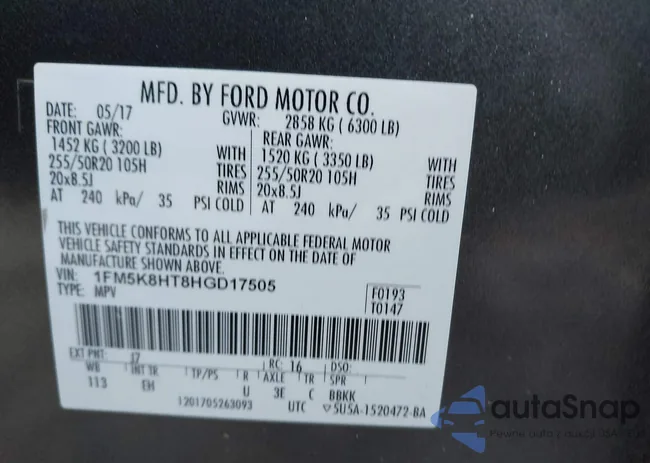 MFD. BY FORD MOTOR CO.
DATE: 05/17 GVWR: 2858 KG ( 6300 LB)
FRONT GAWR: REAR GAWR:
1452 KG ( 3200 LB) WITH 1520 KG ( 3350 LB) WITH
255/50R20 105H TIRES 255/50R20 105H TIRES
20x8.5J RIMS 20x8.5J RIMS
AT 240 kPa/ 35 PSI COLD AT 240 kPa/ 35 PSI COLD
THIS VEHICLE CONFORMS TO ALL APPLICABLE FEDERAL MOTOR
VEHICLE SAFETY STANDARDS IN EFFECT ON THE DATE OF
MANUFACTURE SHOWN ABOVE.
VIN: 1FM5K8HT8HGD17505 F0193
TYPE: MPV T0147
EXT PNT: J7 RC: 16 DSO:
WB INT TR TP/PS R AXLE TR SPR
113 EH U 3E C BBKK
1201705263093 UTC ▽5U5A-1520472-BA
autoSnap